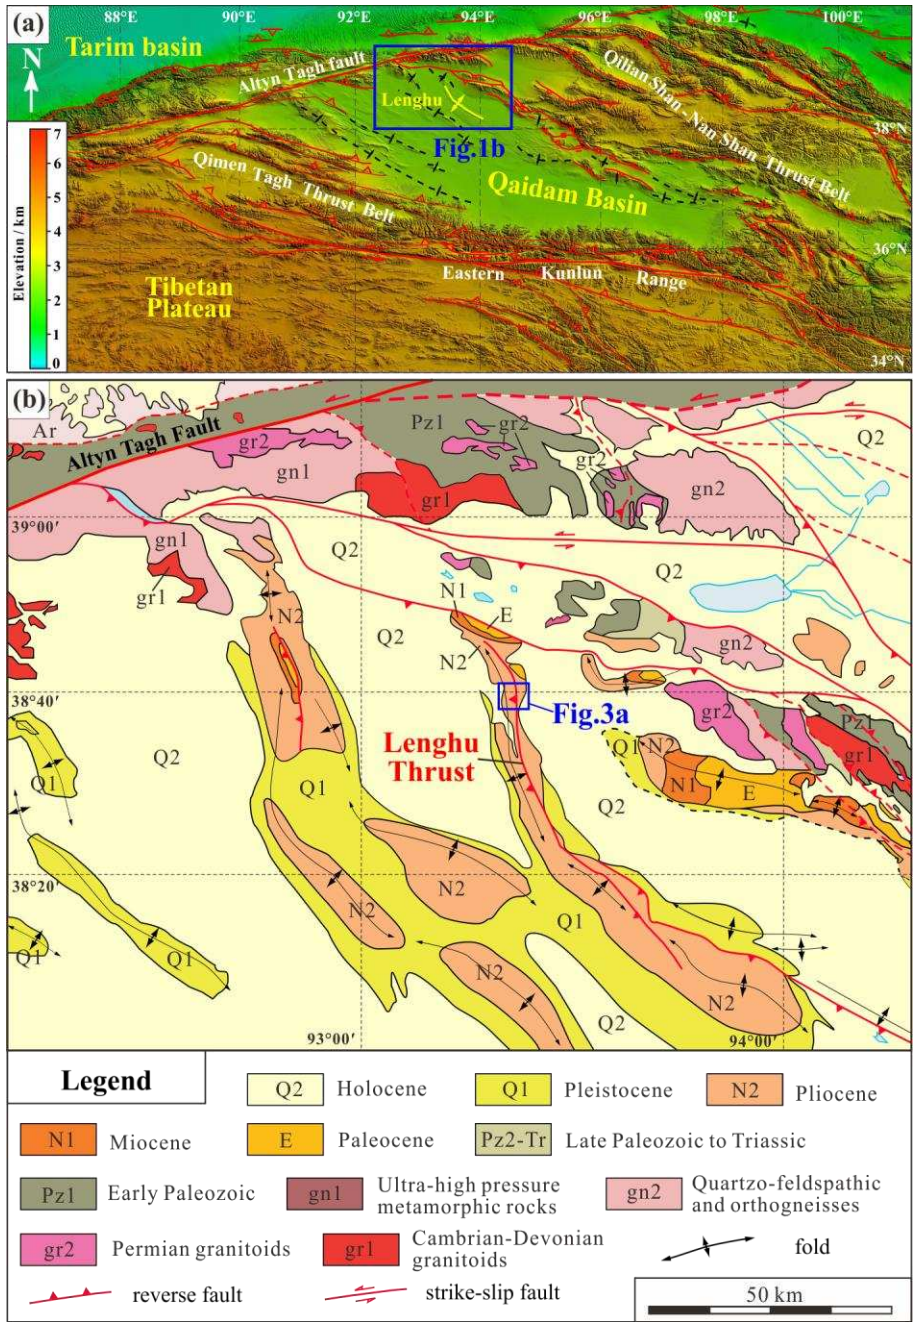 (a)
88°E
90°E
92°E
94°E
96°E
98°E
100°E
Tarim basin
N
Altyn Tagh fault
Lenghu
Fig.1b
Qilian Shan - Nan Shan Thrust Belt
38°N
Qimen Tagh Thrust Belt
Qaidam Basin
36°N
Eastern Kunlun Range
Tibetan
Plateau
34°N
Elevation / km
7
6
5
4
3
2
1
0
(b)
Ar
Altyn Tagh Fault
gr2
gn1
Pz1
gr2
gr2
gn2
Q2
gr1
39°00′
gn1
gr1
Q2
Q2
N1
E
N2
N2
Q2
gn2
38°40′
Fig.3a
gr2
Pz1
gr1
Q1
N2
N1
E
Lenghu
Thrust
Q1
Q2
Q1
Q2
38°20′
N2
N2
Q1
Q1
Q1
N2
N2
Q2
93°00′
94°00′
Legend
Q2 Holocene
Q1 Pleistocene
N2 Pliocene
N1 Miocene
E Paleocene
Pz2-Tr Late Paleozoic to Triassic
Pz1 Early Paleozoic
gn1 Ultra-high pressure
metamorphic rocks
gn2 Quartzo-feldspathic
and orthogneisses
gr2 Permian granitoids
gr1 Cambrian-Devonian
granitoids
fold
reverse fault
strike-slip fault
50 km